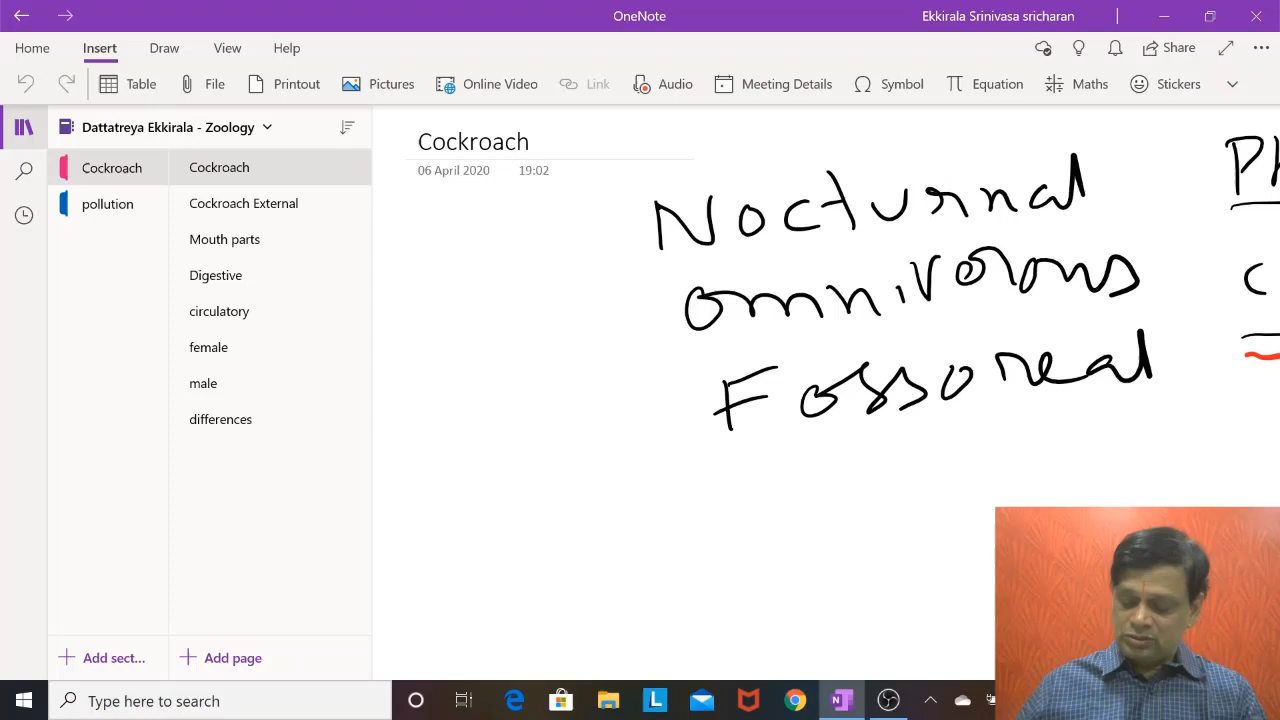 OneNote
Ekkirala Srinivasa sricharan
Home Insert Draw View Help
Share
Table File Printout Pictures Online Video Link Audio Meeting Details Symbol Equation Maths Stickers
Dattatreya Ekkirala - Zoology
Cockroach
pollution
Cockroach
Cockroach External
Mouth parts
Digestive
circulatory
female
male
differences
Add sect...
Add page
Cockroach
06 April 2020 19:02
Nocturnal
omnivorous
Fossoreal
Type here to search